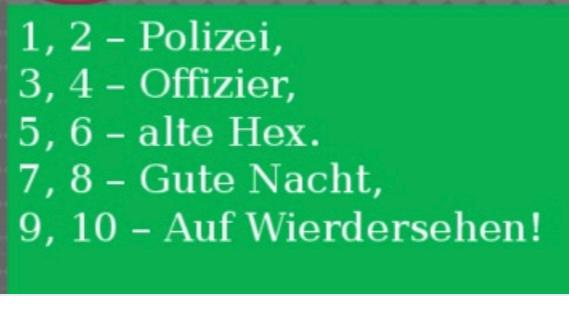 1, 2 – Polizei,
3, 4 – Offizier,
5, 6 – alte Hex.
7, 8 – Gute Nacht,
9, 10 – Auf Wierdersehen!